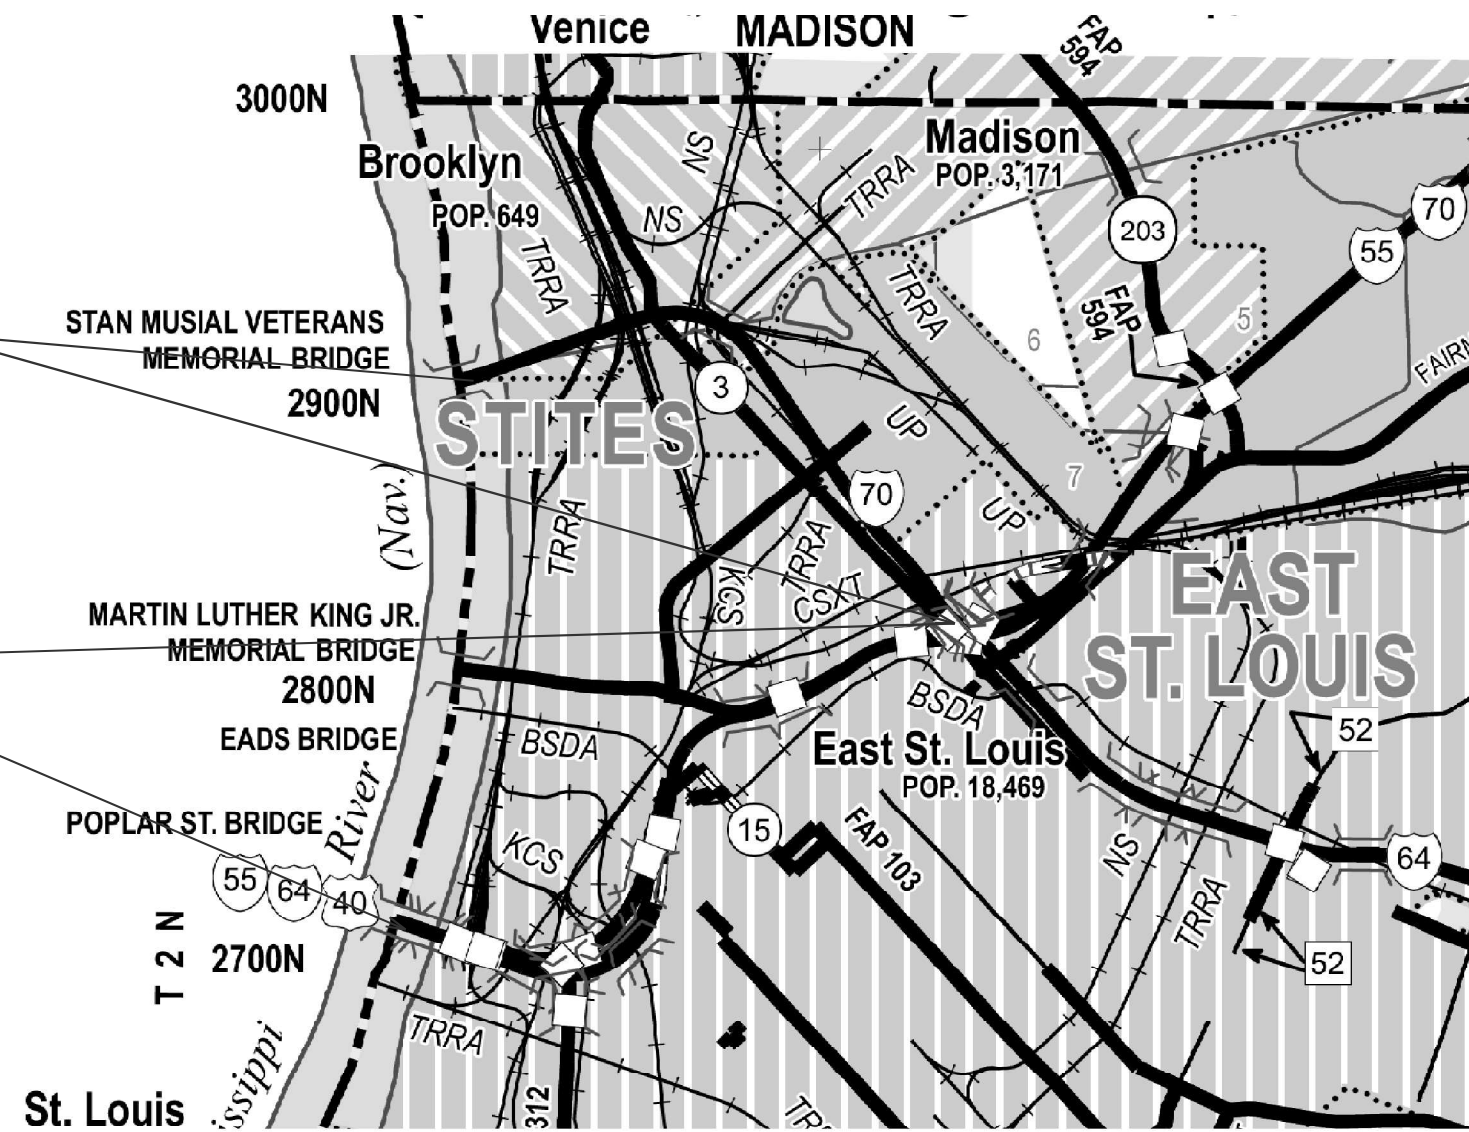 Venice
MADISON
FAP
594
3000N
Madison
POP. 3,171
Brooklyn
POP. 649
NS
NS
TRRA
TRRA
TRRA
203
70
55
FAP
594
5
6
STAN MUSIAL VETERANS
MEMORIAL BRIDGE
2900N
3
STITES
UP
7
(Nav.)
70
UP
TRRA
TRRA
KCS
CSXT
EAST
ST. LOUIS
MARTIN LUTHER KING JR.
MEMORIAL BRIDGE
2800N
EADS BRIDGE
BSDA
BSDA
East St. Louis
POP. 18,469
52
POPLAR ST. BRIDGE
River
15
FAP 103
KCS
NS
64
55
64
40
T 2 N
2700N
TRRA
52
TRRA
St. Louis
312